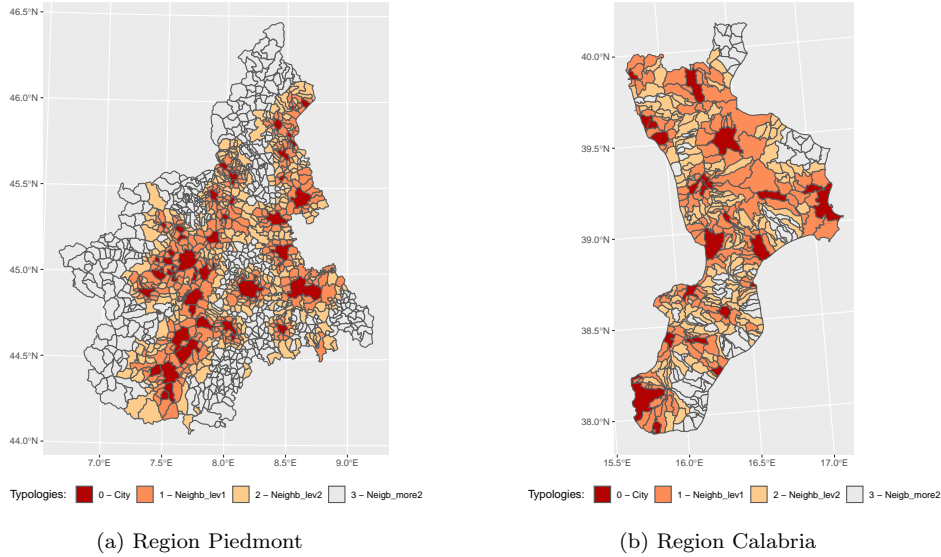 46.5°N
46.0°N
45.5°N
45.0°N
44.5°N
44.0°N
7.0°E 7.5°E 8.0°E 8.5°E 9.0°E
Typologies: 0 – City 1 – Neighb_lev1 2 – Neighb_lev2 3 – Neigb_more2
(a) Region Piedmont
40.0°N
39.5°N
39.0°N
38.5°N
38.0°N
15.5°E 16.0°E 16.5°E 17.0°E
Typologies: 0 – City 1 – Neighb_lev1 2 – Neighb_lev2 3 – Neigb_more2
(b) Region Calabria